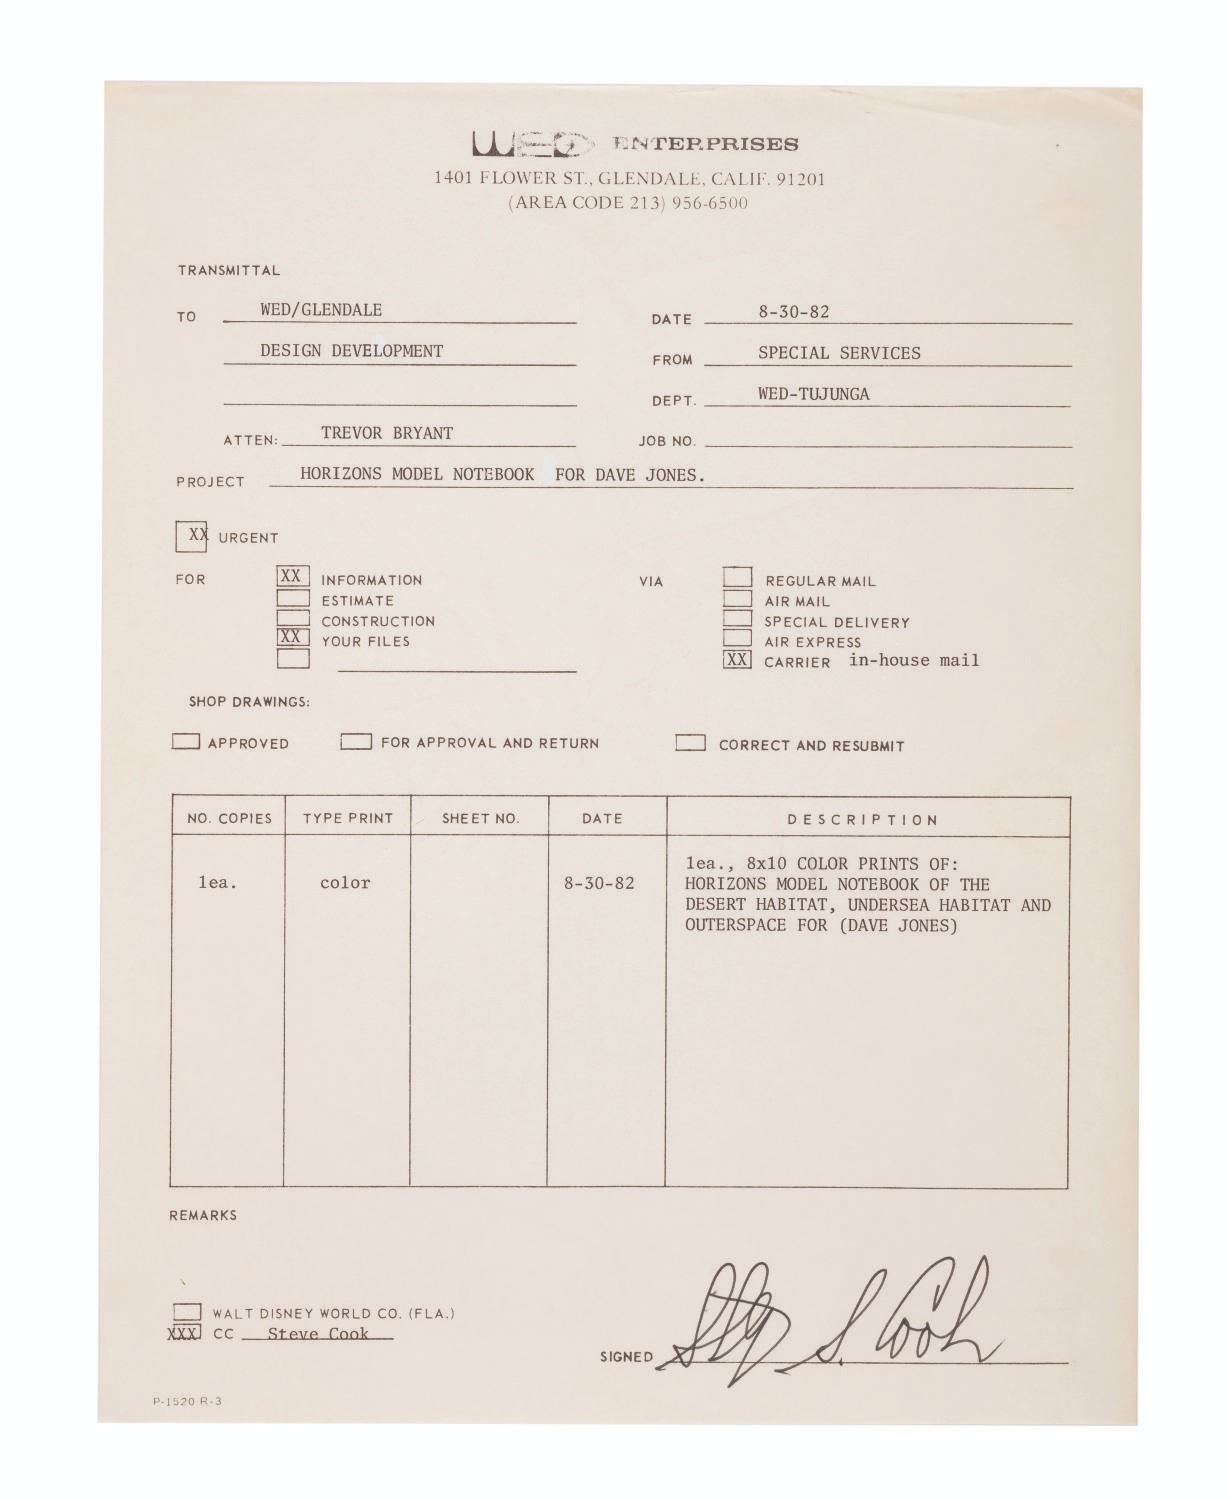 WED ENTERPRISES
1401 FLOWER ST., GLENDALE, CALIF. 91201
(AREA CODE 213) 956-6500
TRANSMITTAL
TO WED/GLENDALE
DATE 8-30-82
DESIGN DEVELOPMENT
FROM SPECIAL SERVICES
DEPT. WED-TUJUNGA
ATTEN: TREVOR BRYANT
JOB NO.
PROJECT HORIZONS MODEL NOTEBOOK FOR DAVE JONES.
XX URGENT
FOR XX INFORMATION
ESTIMATE
CONSTRUCTION
XX YOUR FILES
VIA REGULAR MAIL
AIR MAIL
SPECIAL DELIVERY
AIR EXPRESS
XX CARRIER in-house mail
SHOP DRAWINGS:
APPROVED FOR APPROVAL AND RETURN CORRECT AND RESUBMIT
NO. COPIES TYPE PRINT SHEET NO. DATE DESCRIPTION
1ea. color 8-30-82
1ea., 8x10 COLOR PRINTS OF:
HORIZONS MODEL NOTEBOOK OF THE
DESERT HABITAT, UNDERSEA HABITAT AND
OUTERSPACE FOR (DAVE JONES)
REMARKS
WALT DISNEY WORLD CO. (FLA.)
XXX CC Steve Cook
SIGNED S. Cook
P-1520 R-3